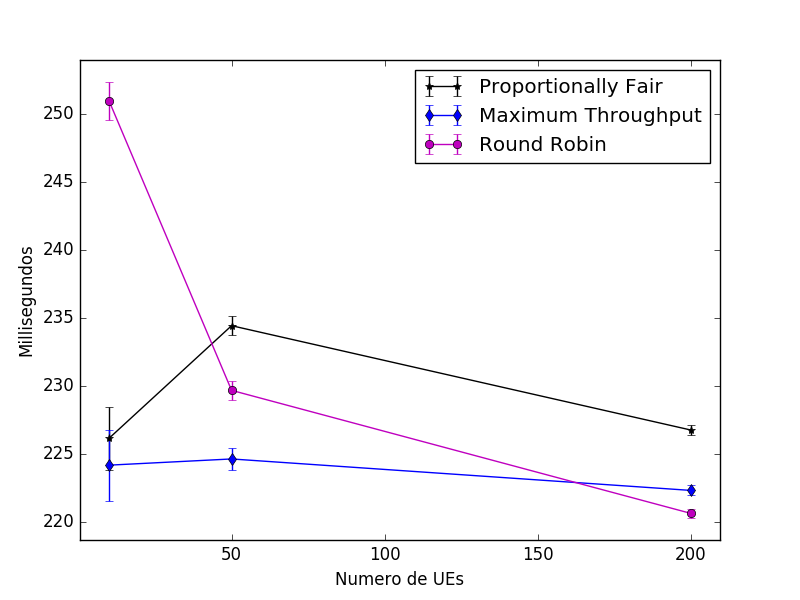 Proportionally Fair
Maximum Throughput
Round Robin
250
245
240
235
230
225
220
Millisegundos
50
100
150
200
Numero de UEs